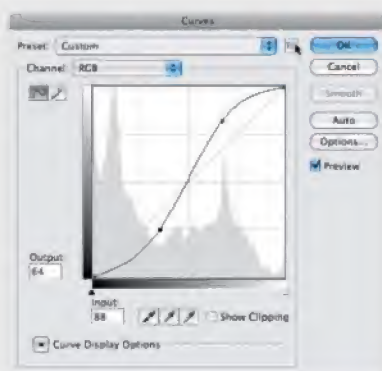 Curves
Preset: Custom
OK
Channel: RGB
Cancel
Smooth
Auto
Options...
Preview
Output:
64
Input:
88
Show Clipping
Curve Display Options